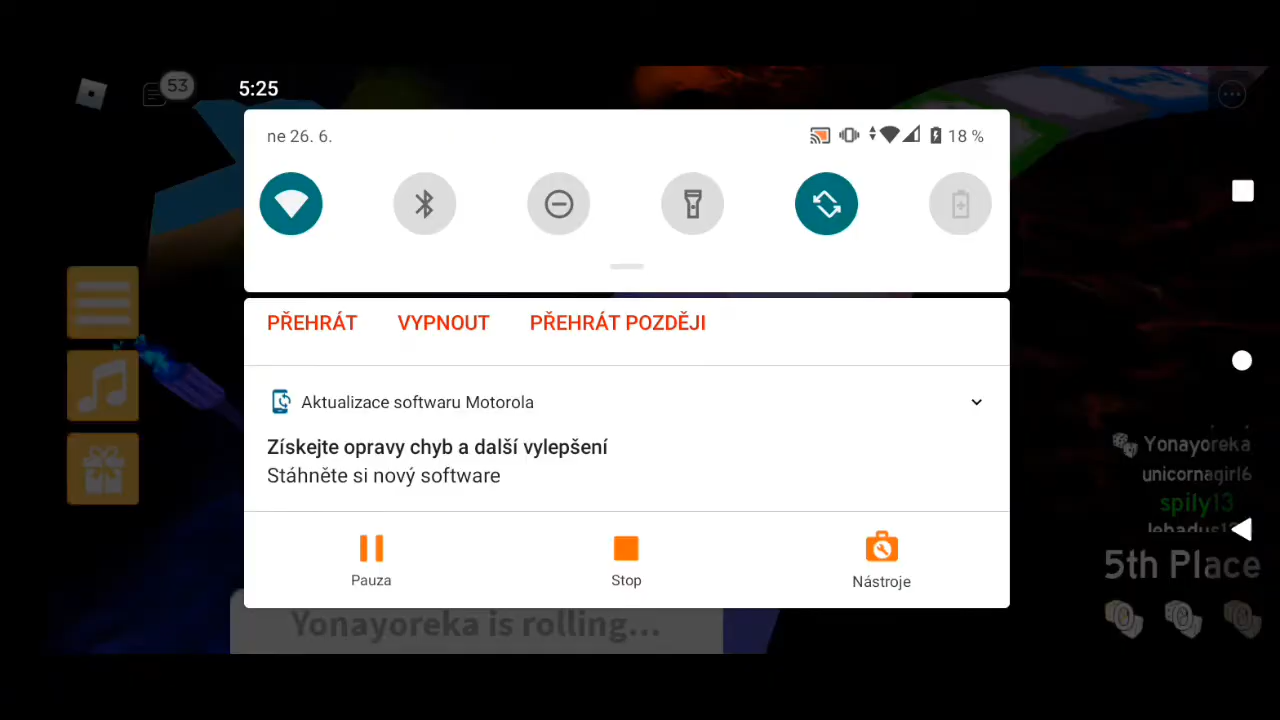 53
5:25
ne 26. 6.
18 %
PŘEHRÁT VYPNOUT PŘEHRÁT POZDĚJI
Aktualizace softwaru Motorola
Získejte opravy chyb a další vylepšení
Stáhněte si nový software
Pauza Stop Nástroje
Yonayoreka
unicornagirl6
spily13
5th Place
Yonayoreka is rolling...